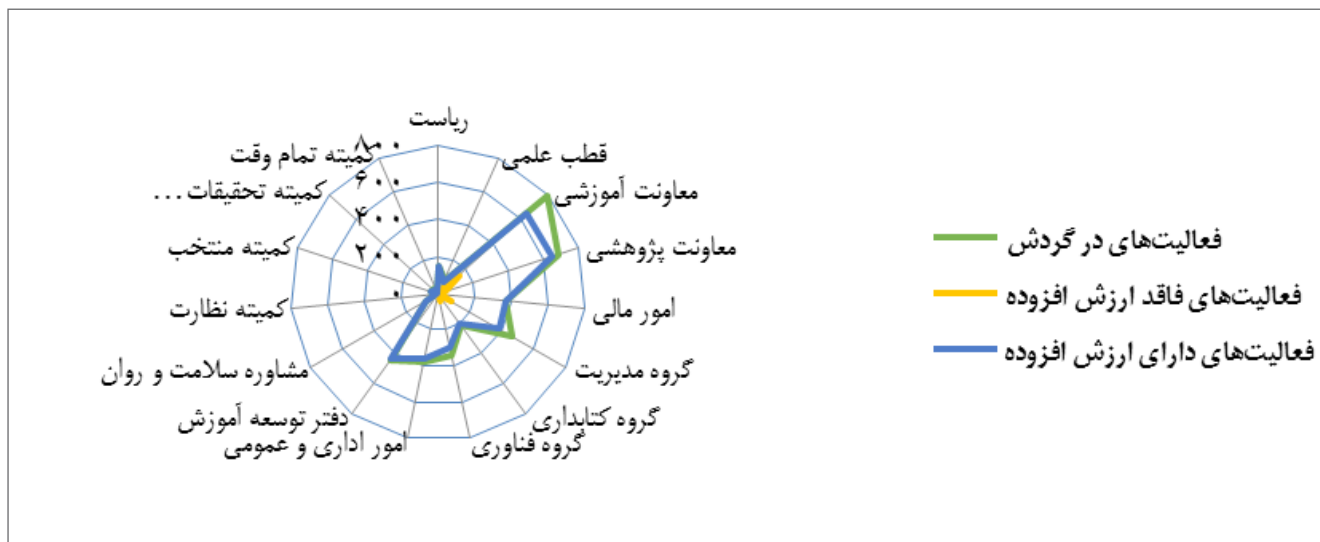 ریاست
قطب علمی
معاونت آموزشی
معاونت پژوهشی
امور مالی
گروه مدیریت
گروه کتابداری
گروه فناوری
امور اداری و عمومی
دفتر توسعه آموزش
مشاوره سلامت و روان
کمیته نظارت
کمیته منتخب
کمیته تحقیقات...
کمیته تمام وقت
۸۰۰
۶۰۰
۴۰۰
۲۰۰
۰
فعالیت‌های در گردش
فعالیت‌های فاقد ارزش افزوده
فعالیت‌های دارای ارزش افزوده